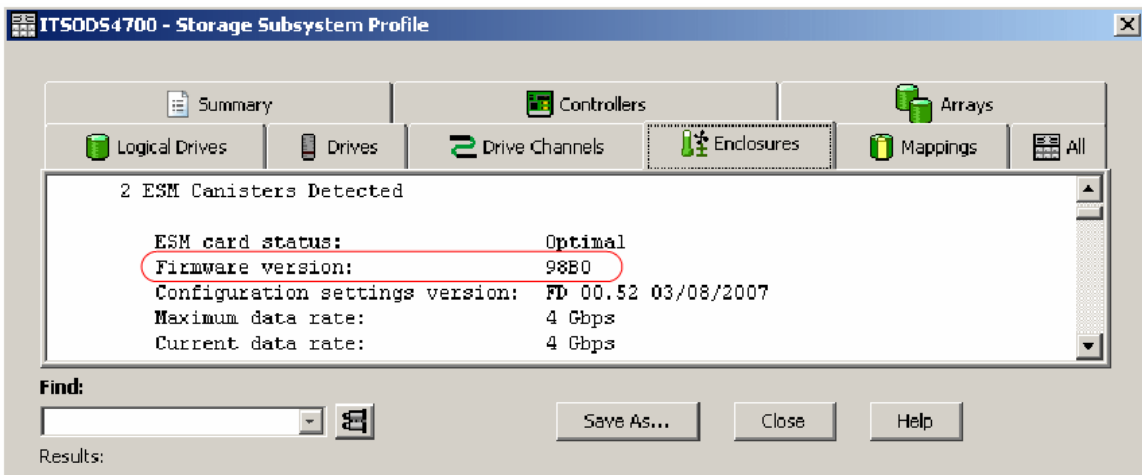 ITSODS4700 - Storage Subsystem Profile
Summary Controllers Arrays
Logical Drives Drives Drive Channels Enclosures Mappings All
2 ESM Canisters Detected
ESM card status: Optimal
Firmware version: 98B0
Configuration settings version: FD 00.52 03/08/2007
Maximum data rate: 4 Gbps
Current data rate: 4 Gbps
Find:
Save As... Close Help
Results: